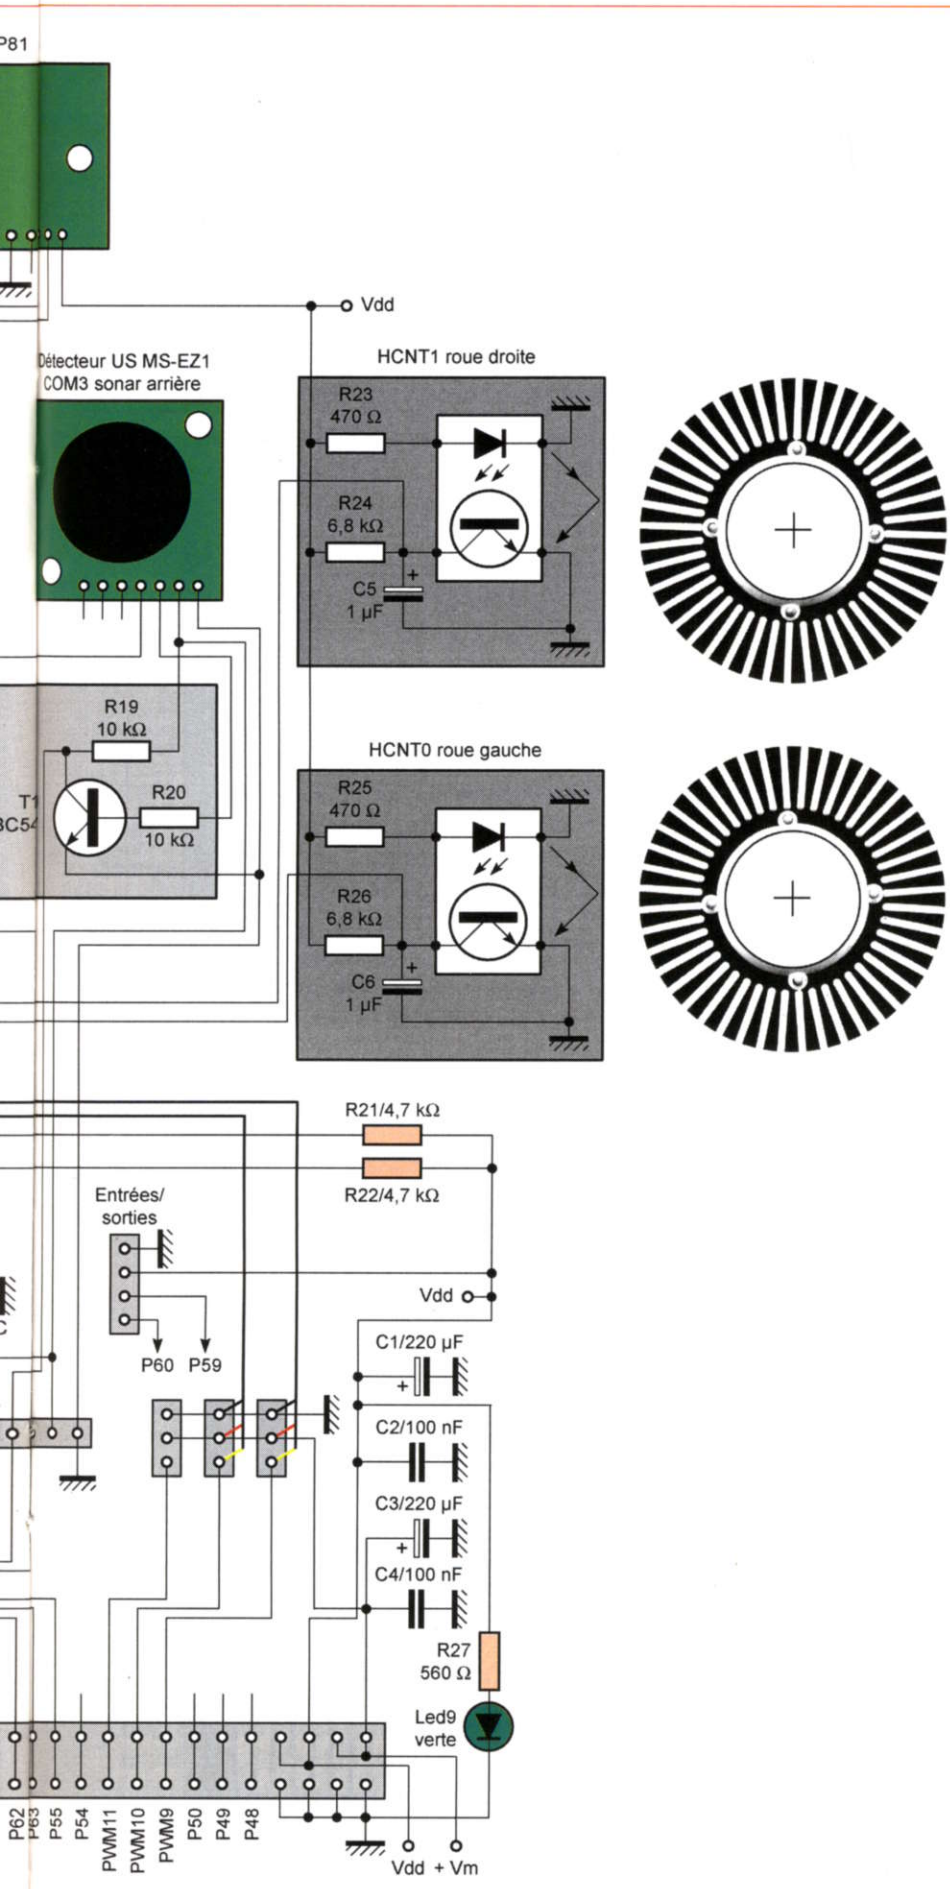 P81
Vdd
Détecteur US MS-EZ1
COM3 sonar arrière
HCNT1 roue droite
R23
470 Ω
R24
6,8 kΩ
+
C5
1 µF
R19
10 kΩ
T1
BC54
R20
10 kΩ
HCNT0 roue gauche
R25
470 Ω
R26
6,8 kΩ
+
C6
1 µF
R21/4,7 kΩ
R22/4,7 kΩ
Entrées/
sorties
Vdd
P60 P59
C1/220 µF
+
C2/100 nF
C3/220 µF
+
C4/100 nF
R27
560 Ω
Led9
verte
P62
P63
P55
P54
PWM11
PWM10
PWM9
P50
P49
P48
Vdd + Vm